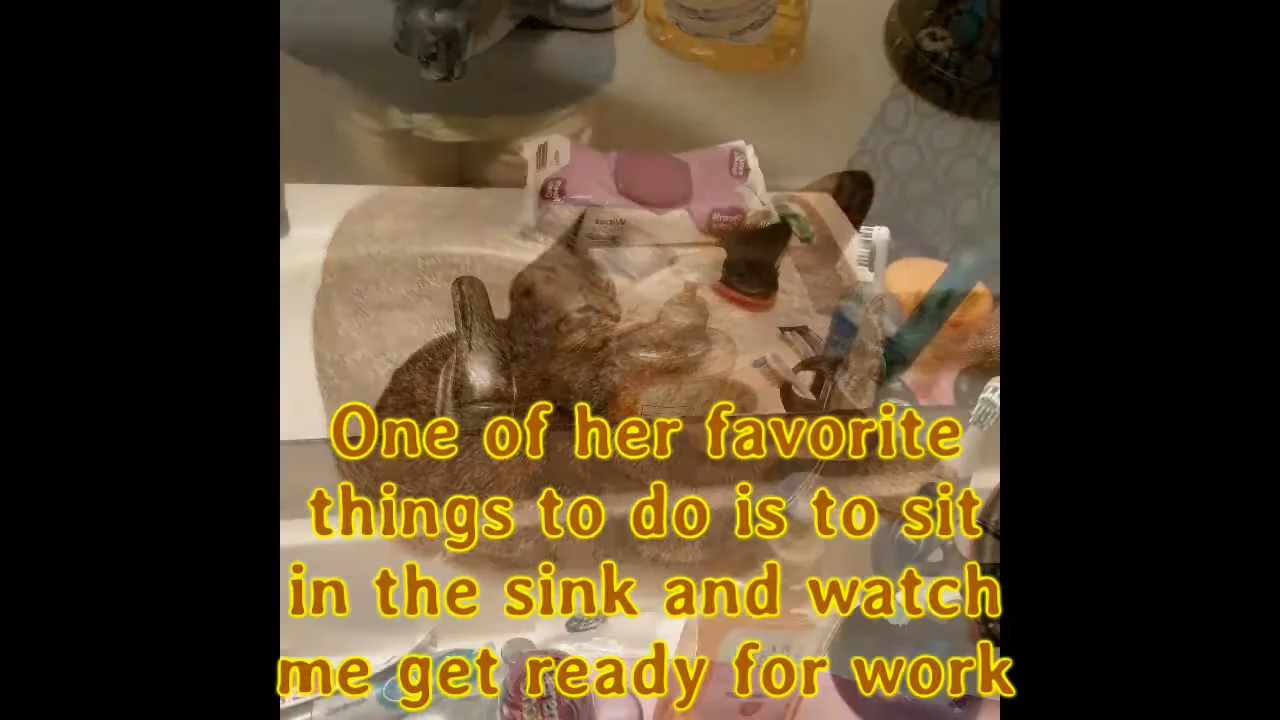 One of her favorite
things to do is to sit
in the sink and watch
me get ready for work